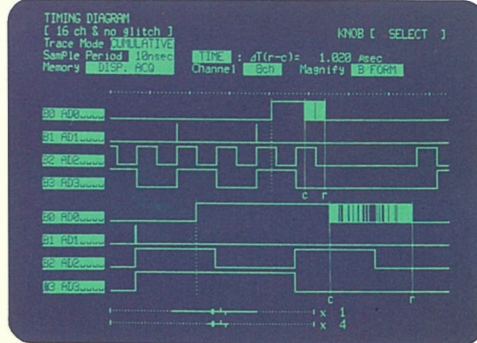 TIMING DIAGRAM
[ 16 ch & no glitch ] KNOB [ SELECT ]
Trace Mode CUMULATIVE
Sample Period 10nsec TIME : ΔT(r-c)= 1.020 μsec
Memory DISP. ACQ Channel 8ch Magnify B FORM
B0 AD0
B1 AD1
B2 AD2
B3 AD3
c r
B0 AD0
B1 AD1
B2 AD2
B3 AD3
c r
x 1
x 4